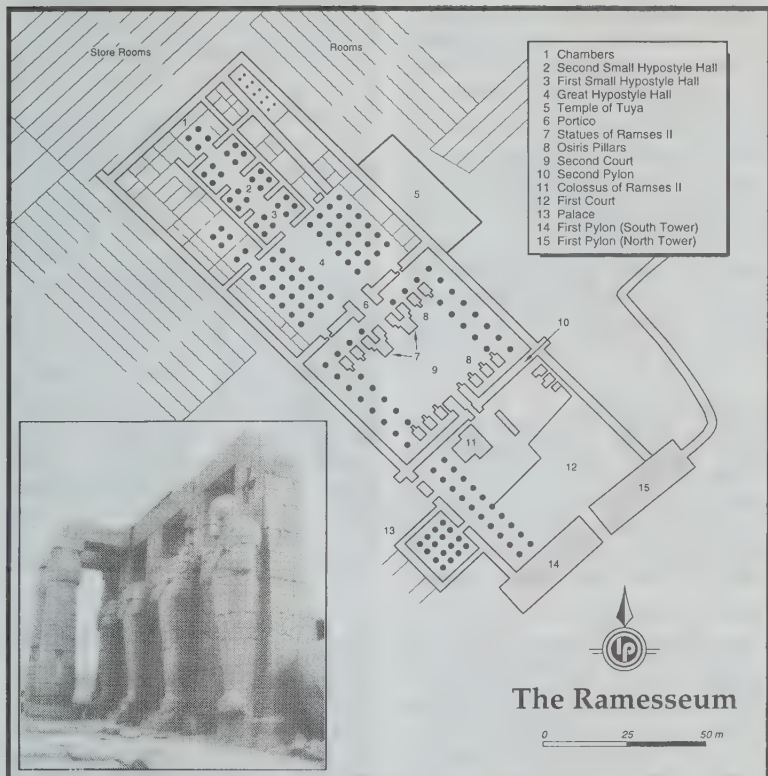 Store Rooms
Rooms
1 Chambers
2 Second Small Hypostyle Hall
3 First Small Hypostyle Hall
4 Great Hypostyle Hall
5 Temple of Tuya
6 Portico
7 Statues of Ramses II
8 Osiris Pillars
9 Second Court
10 Second Pylon
11 Colossus of Ramses II
12 First Court
13 Palace
14 First Pylon (South Tower)
15 First Pylon (North Tower)
1
2
3
4
5
6
8
7
8
9
10
11
12
13
14
15
lp
The Ramesseum
0 25 50 m